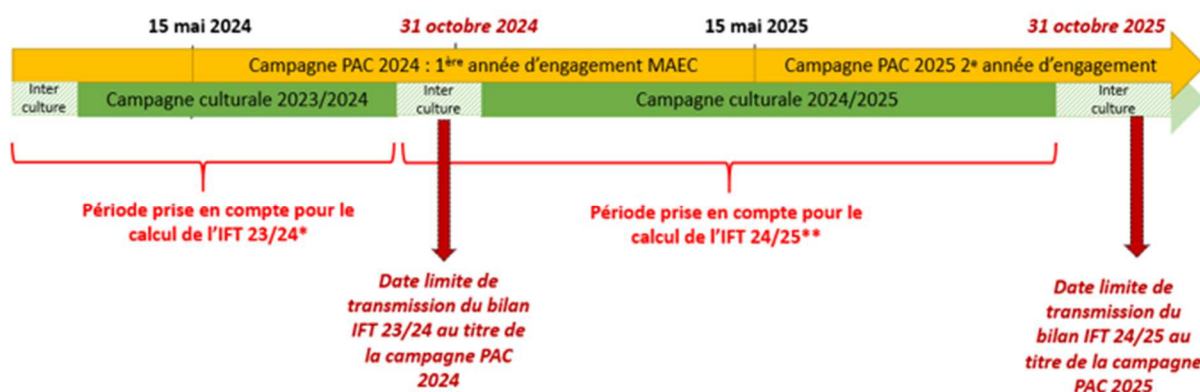 15 mai 2024
31 octobre 2024
15 mai 2025
31 octobre 2025
Campagne PAC 2024 : 1ère année d'engagement MAEC
Campagne PAC 2025 2e année d'engagement
Inter
culture
Campagne culturale 2023/2024
Inter
culture
Campagne culturale 2024/2025
Inter
culture
Période prise en compte pour le
calcul de l'IFT 23/24*
Période prise en compte pour le
calcul de l'IFT 24/25**
Date limite de
transmission du bilan
IFT 23/24 au titre de
la campagne PAC
2024
Date limite de
transmission du
bilan IFT 24/25 au
titre de la campagne
PAC 2025